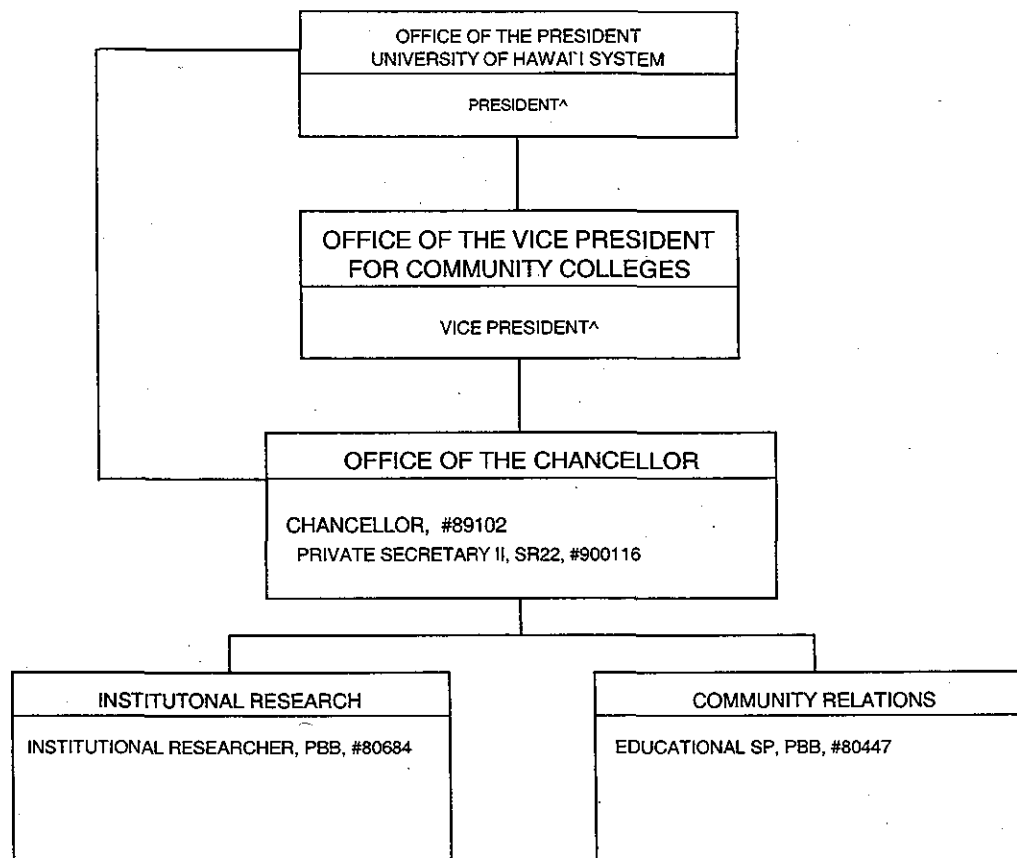 OFFICE OF THE PRESIDENT
UNIVERSITY OF HAWAI'I SYSTEM
PRESIDENT^
OFFICE OF THE VICE PRESIDENT
FOR COMMUNITY COLLEGES
VICE PRESIDENT^
OFFICE OF THE CHANCELLOR
CHANCELLOR, #89102
PRIVATE SECRETARY II, SR22, #900116
INSTITUTONAL RESEARCH
INSTITUTIONAL RESEARCHER, PBB, #80684
COMMUNITY RELATIONS
EDUCATIONAL SP, PBB, #80447